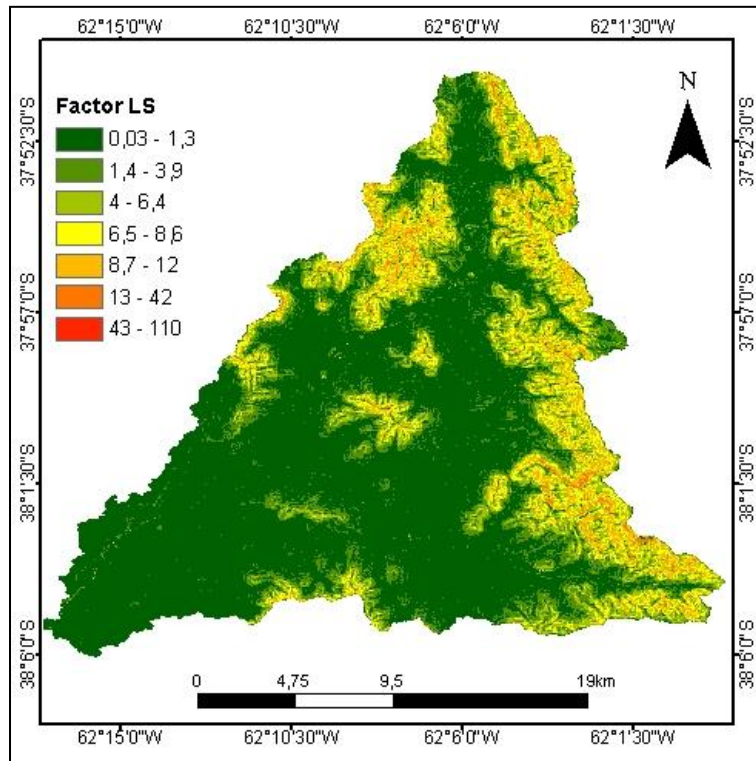 62°15'0"W 62°10'30"W 62°6'0"W 62°1'30"W
37°52'30"S
37°57'0"S
38°1'30"S
38°6'0"S
Factor LS
0,03 - 1,3
1,4 - 3,9
4 - 6,4
6,5 - 8,6
8,7 - 12
13 - 42
43 - 110
N
37°52'30"S
37°57'0"S
38°1'30"S
38°6'0"S
0 4,75 9,5 19km
62°15'0"W 62°10'30"W 62°6'0"W 62°1'30"W